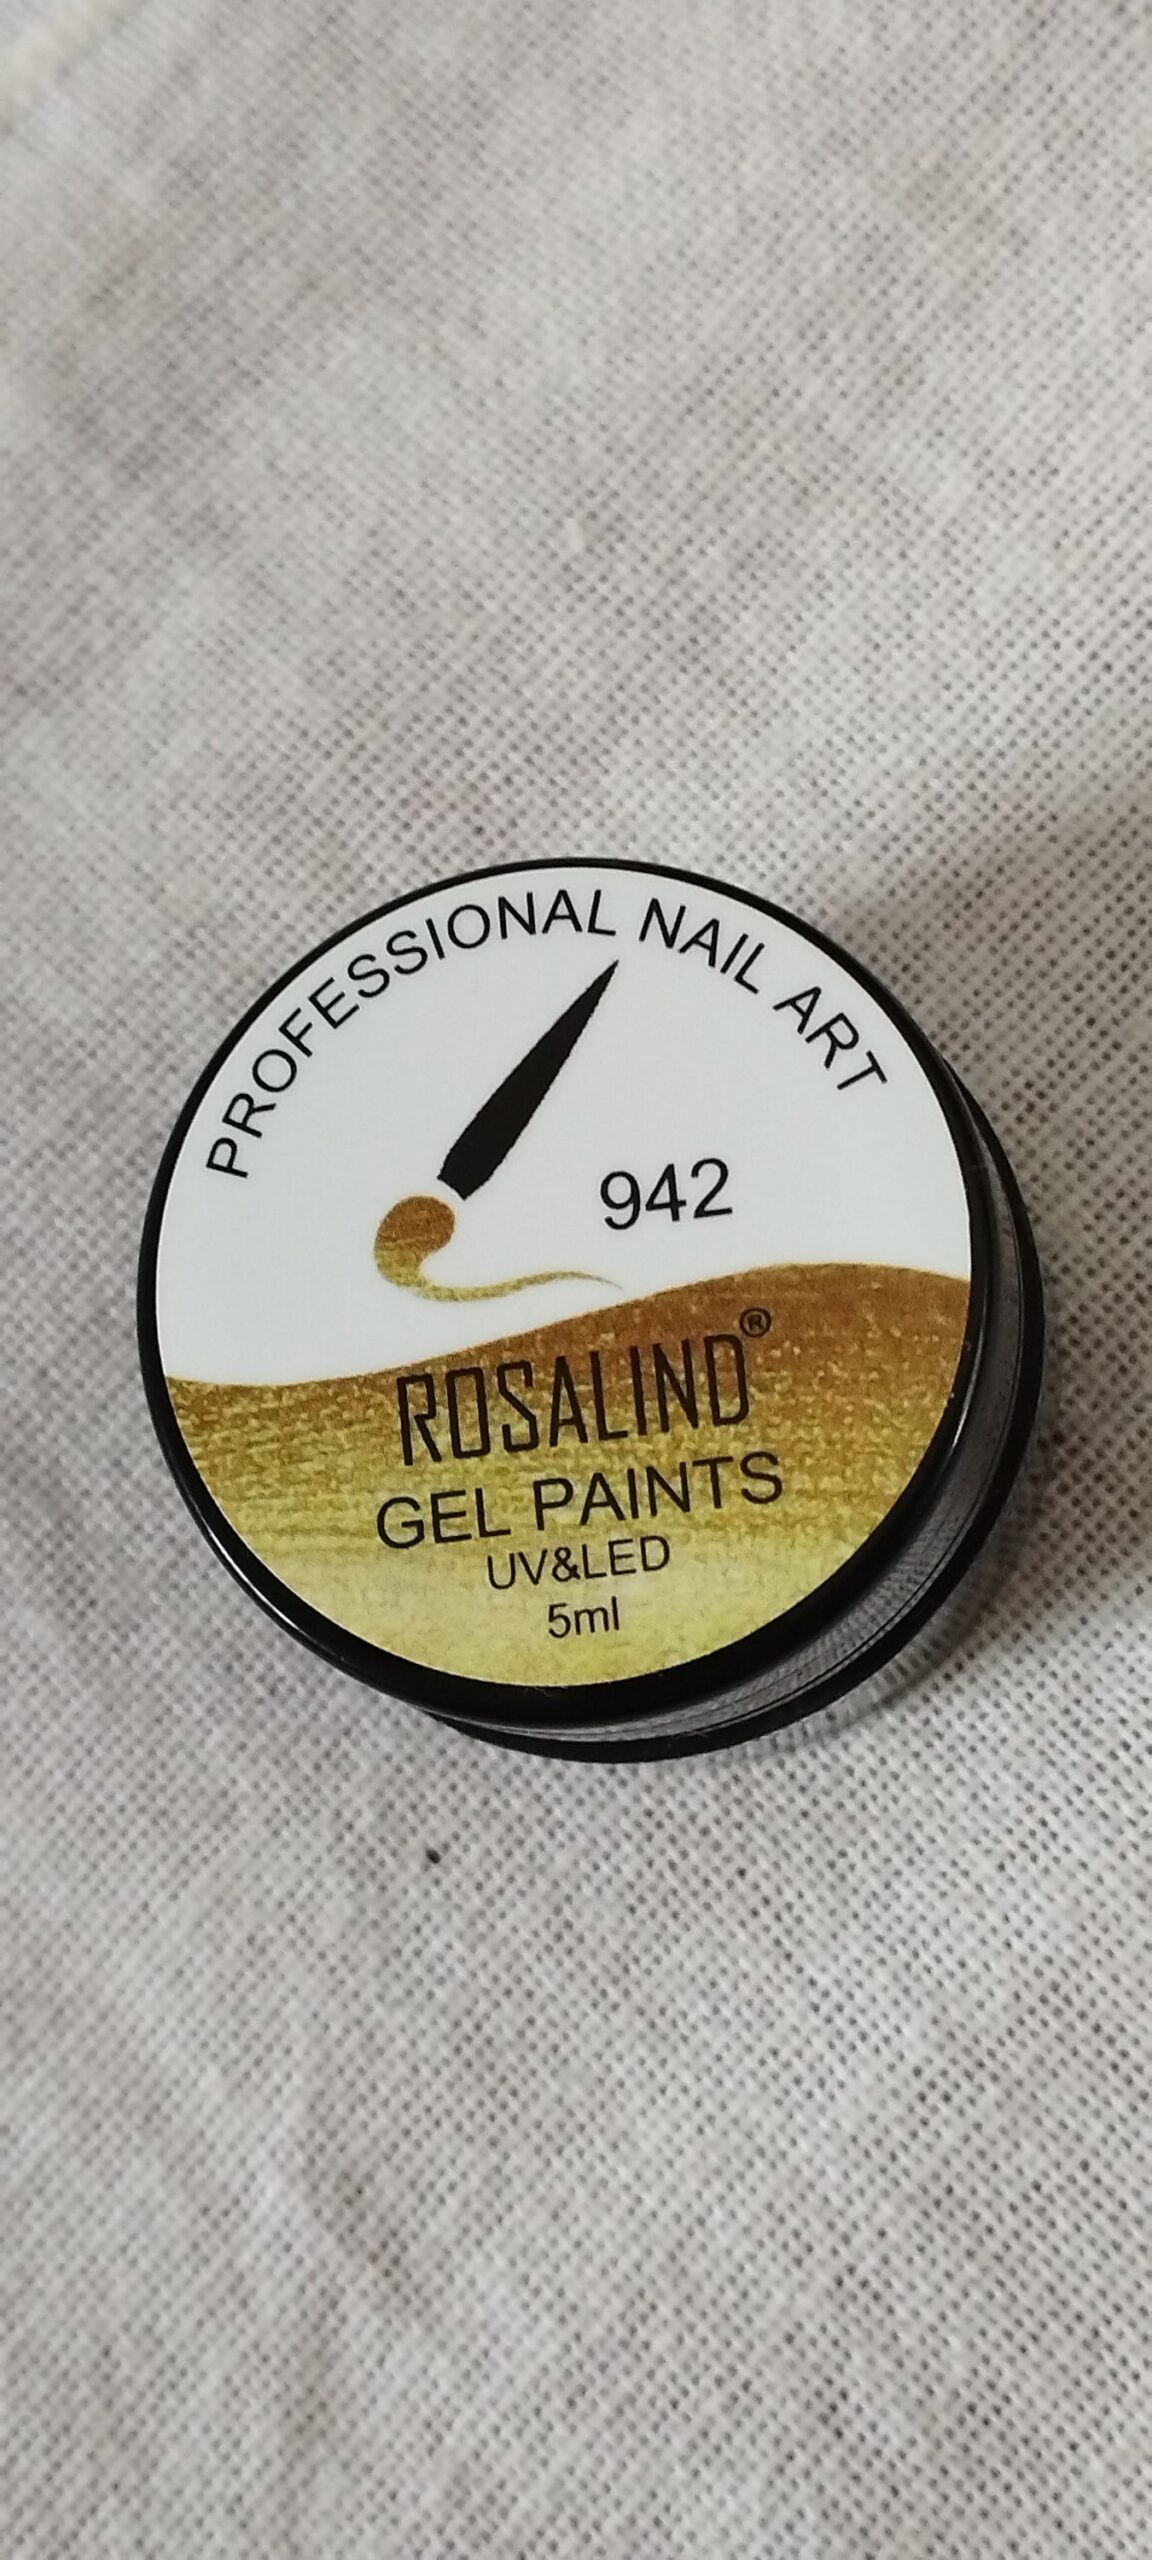 PROFESSIONAL NAIL ART
942
ROSALIND®
GEL PAINTS
UV&LED
5ml